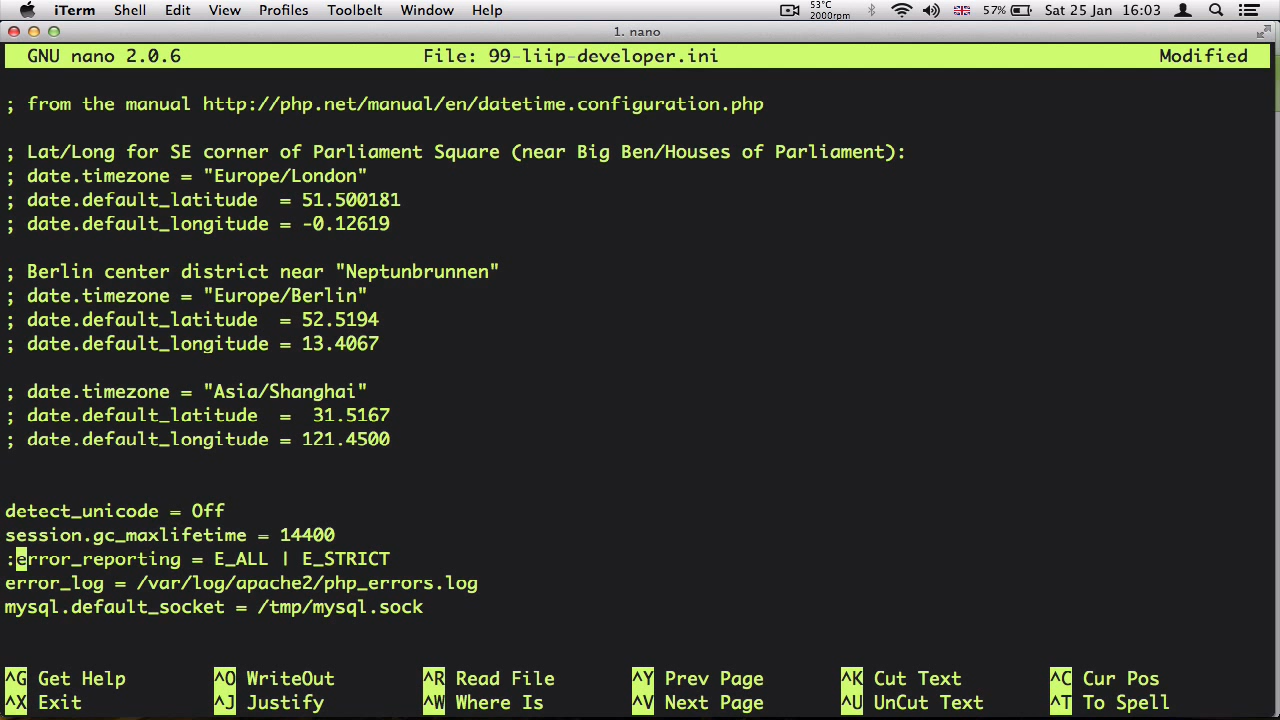 iTerm Shell Edit View Profiles Toolbelt Window Help 53°C 2000rpm 57% Sat 25 Jan 16:03
1. nano
GNU nano 2.0.6 File: 99-liip-developer.ini Modified
; from the manual http://php.net/manual/en/datetime.configuration.php
; Lat/Long for SE corner of Parliament Square (near Big Ben/Houses of Parliament):
; date.timezone = "Europe/London"
; date.default_latitude  = 51.500181
; date.default_longitude = -0.12619
; Berlin center district near "Neptunbrunnen"
; date.timezone = "Europe/Berlin"
; date.default_latitude  = 52.5194
; date.default_longitude = 13.4067
; date.timezone = "Asia/Shanghai"
; date.default_latitude  =  31.5167
; date.default_longitude = 121.4500
detect_unicode = Off
session.gc_maxlifetime = 14400
:error_reporting = E_ALL | E_STRICT
error_log = /var/log/apache2/php_errors.log
mysql.default_socket = /tmp/mysql.sock
^G Get Help ^O WriteOut ^R Read File ^Y Prev Page ^K Cut Text ^C Cur Pos
^X Exit ^J Justify ^W Where Is ^V Next Page ^U UnCut Text ^T To Spell